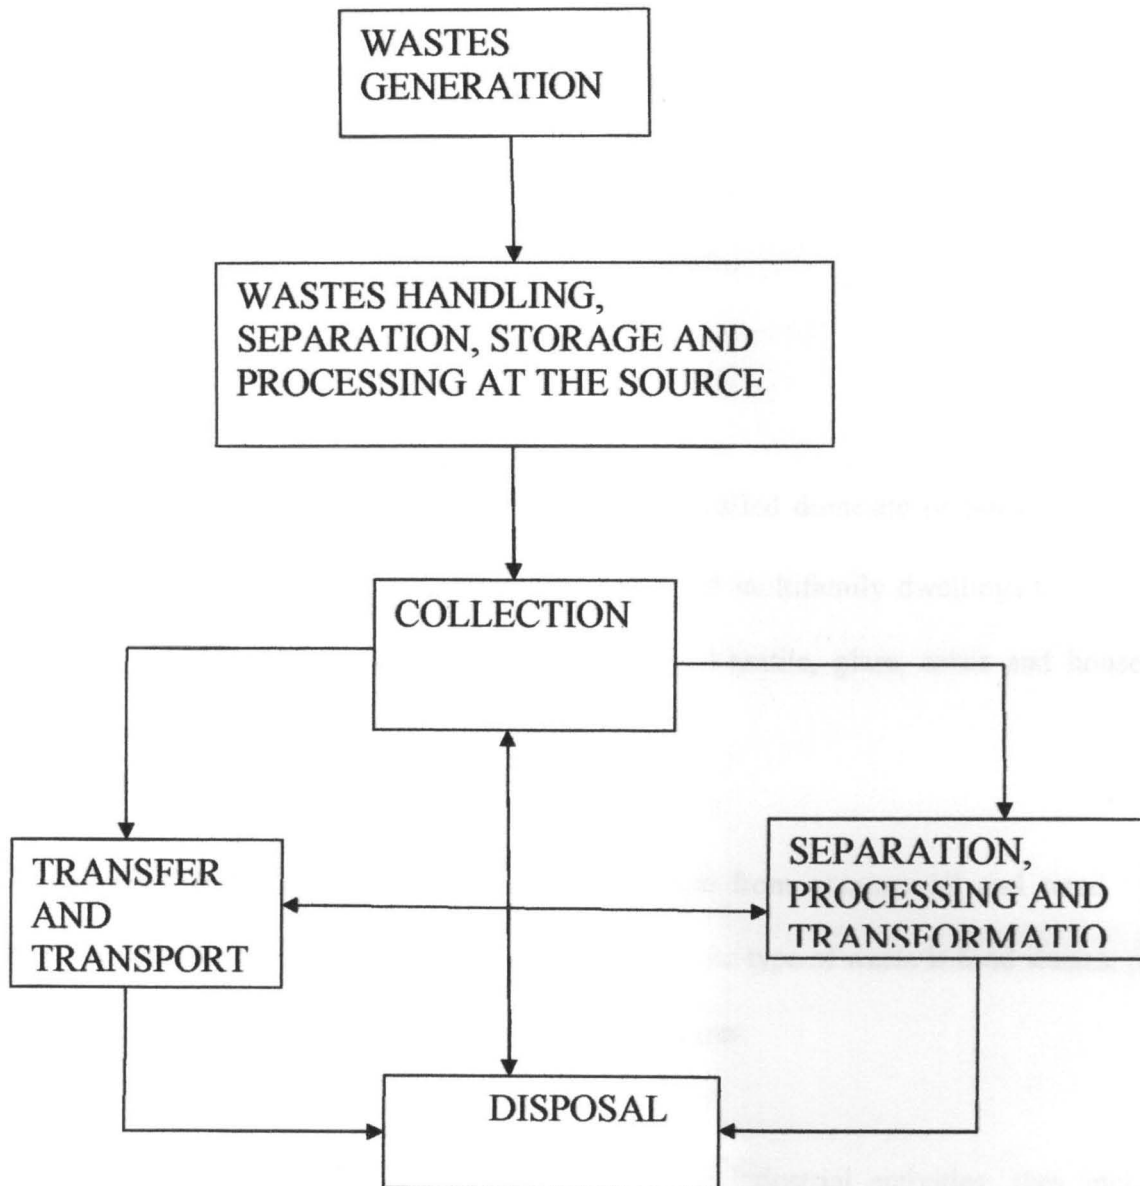 WASTES
GENERATION
WASTES HANDLING,
SEPARATION, STORAGE AND
PROCESSING AT THE SOURCE
COLLECTION
TRANSFER
AND
TRANSPORT
SEPARATION,
PROCESSING AND
TRANSFORMATIO
DISPOSAL